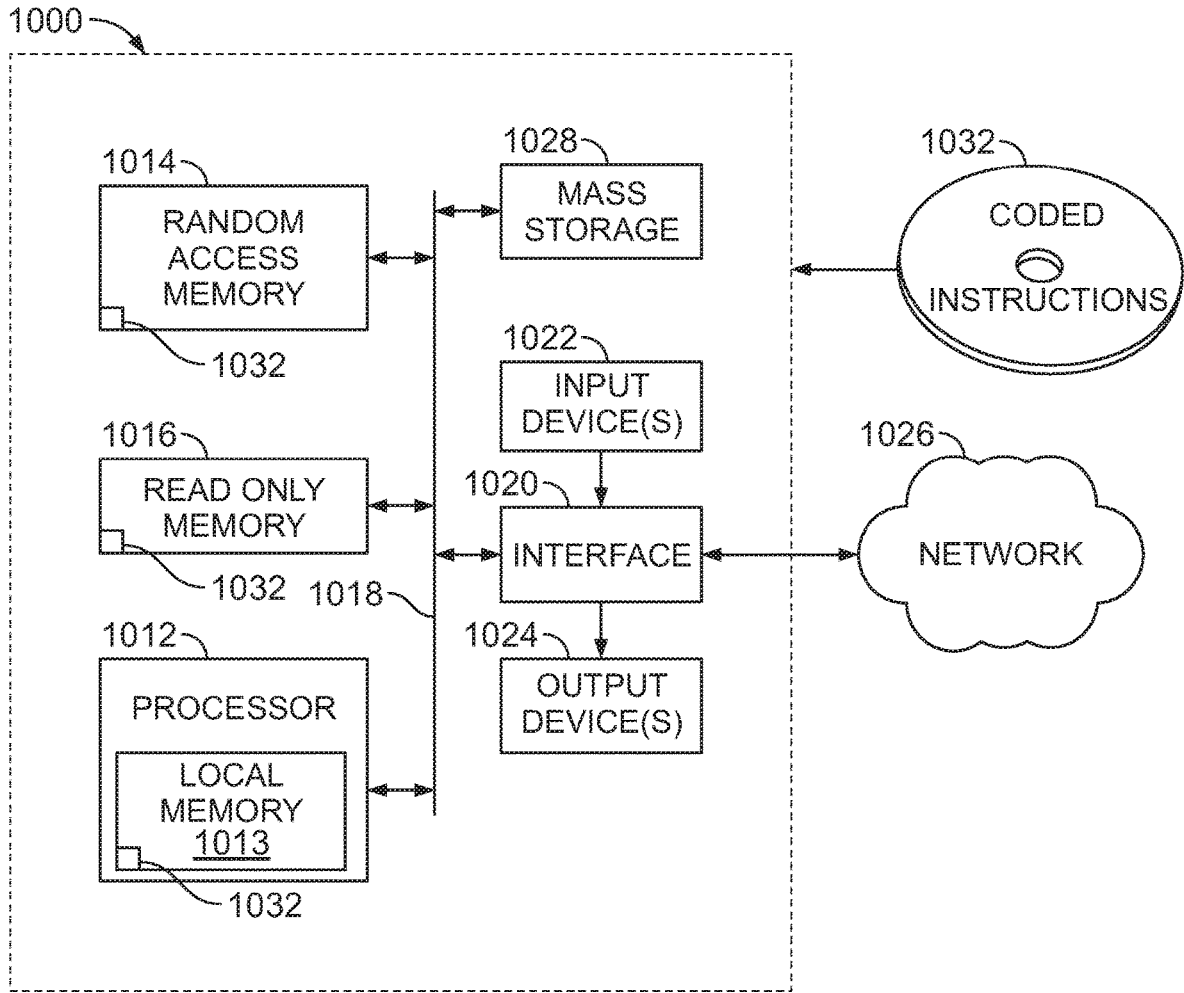 1000
1014
RANDOM
ACCESS
MEMORY
1032
1016
READ ONLY
MEMORY
1032
1018
1012
PROCESSOR
LOCAL
MEMORY
1013
1032
1028
MASS
STORAGE
1022
INPUT
DEVICE(S)
1020
INTERFACE
1024
OUTPUT
DEVICE(S)
1032
CODED
INSTRUCTIONS
1026
NETWORK